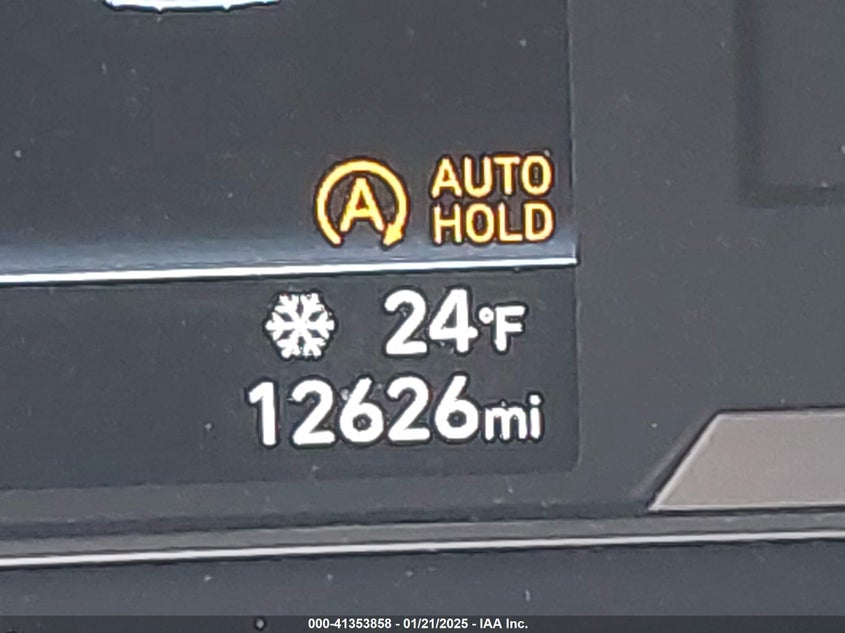 A AUTO
HOLD
24°F
12626mi
000-41353858 - 01/21/2025 - IAA Inc.